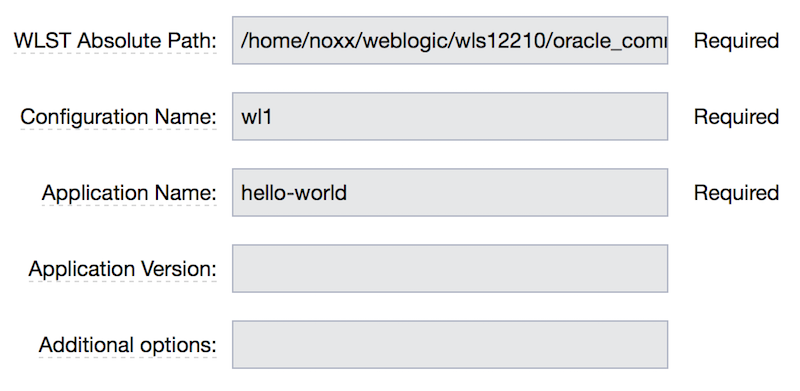 WLST Absolute Path: /home/noxx/weblogic/wls12210/oracle_com Required
Configuration Name: wl1 Required
Application Name: hello-world Required
Application Version:
Additional options: